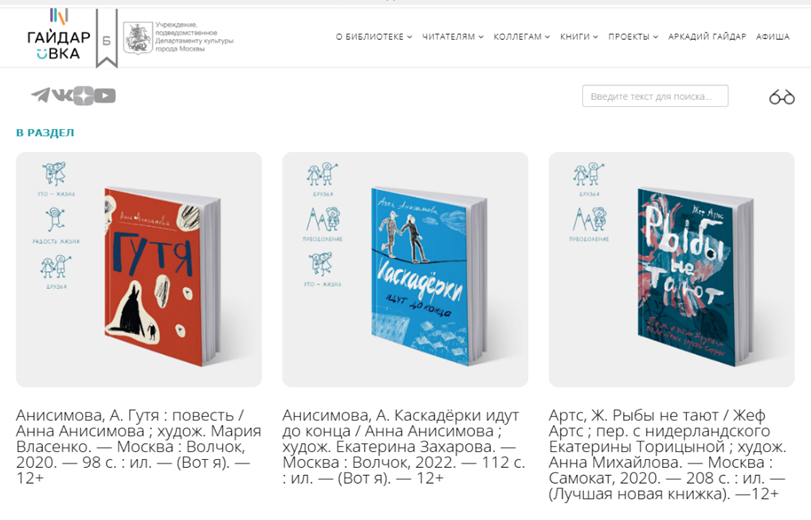 ГАЙДАР
ОВКА
Б
Учреждение,
подведомственное
Департаменту культуры
города Москвы
О БИБЛИОТЕКЕ
ЧИТАТЕЛЯМ
КОЛЛЕГАМ
КНИГИ
ПРОЕКТЫ
АРКАДИЙ ГАЙДАР
АФИША
Введите текст для поиска...
В РАЗДЕЛ
ЧТО — ЖИЗНЬ
РАДОСТЬ ЖИЗНИ
ДРУЗЬЯ
Анна Анисимова
ГУТЯ
ДРУЗЬЯ
ПРЕОДОЛЕНИЕ
ЧТО — ЖИЗНЬ
Анна Анисимова
Каскадёрки
идут до конца
ДРУЗЬЯ
ПРЕОДОЛЕНИЕ
Жеф Артс
Рыбы
не
тают
Анисимова, А. Гутя : повесть /
Анна Анисимова ; худож. Мария
Власенко. — Москва : Волчок,
2020. — 98 с. : ил. — (Вот я). —
12+
Анисимова, А. Каскадёрки идут
до конца / Анна Анисимова ;
худож. Екатерина Захарова. —
Москва : Волчок, 2022. — 112 с.
: ил. — (Вот я). — 12+
Артс, Ж. Рыбы не тают / Жеф
Артс ; пер. с нидерландского
Екатерины Торицыной ; худож.
Анна Михайлова. — Москва :
Самокат, 2020. — 208 с. : ил. —
(Лучшая новая книжка). —12+